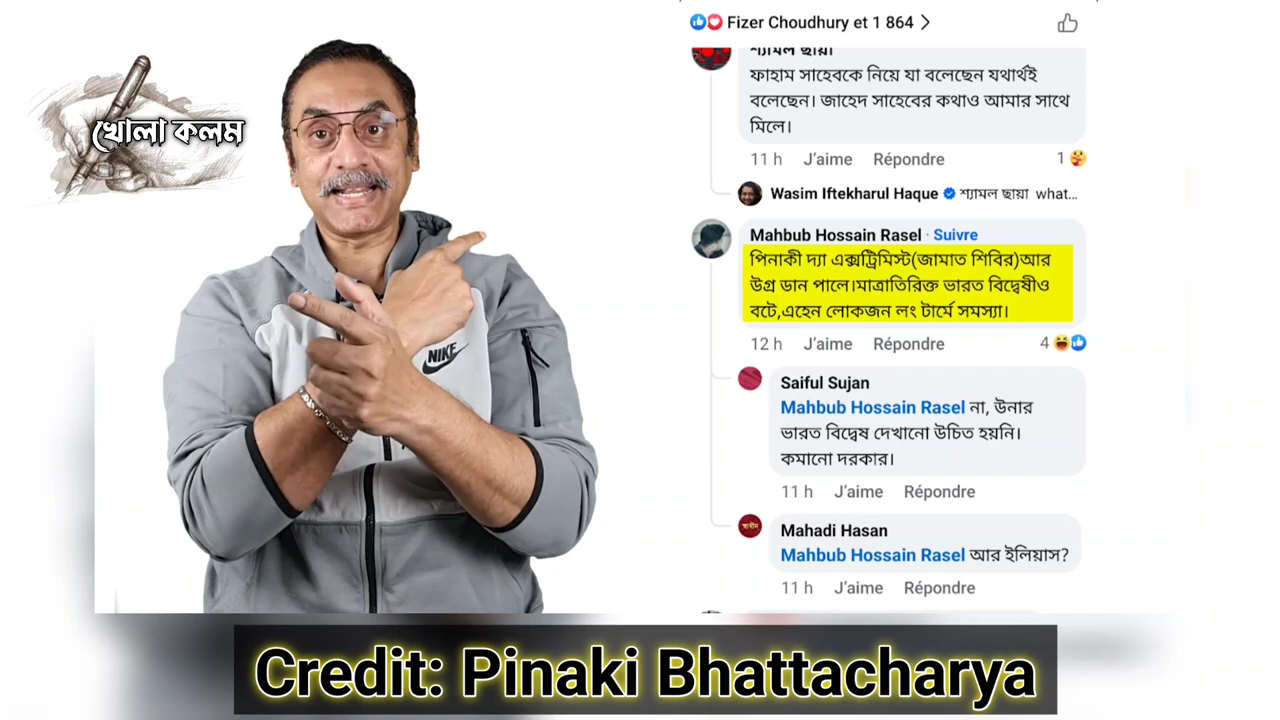 খোলা কলম
NIKE
Fizer Choudhury et 1 864 >
শ্যামল ছায়া
ফাহাম সাহেবকে নিয়ে যা বলেছেন যথার্থই
বলেছেন। জাহেদ সাহেবের কথাও আমার সাথে
মিলে।
11 h J’aime Répondre 1
Wasim Iftekharul Haque শ্যামল ছায়া what...
Mahbub Hossain Rasel · Suivre
পিনাকী দ্যা এক্সট্রিমিস্ট(জামাত শিবির)আর
উগ্র ডান পালে।মাত্রাতিরিক্ত ভারত বিদ্বেষীও
বটে,এহেন লোকজন লং টার্মে সমস্যা।
12 h J’aime Répondre 4
Saiful Sujan
Mahbub Hossain Rasel না, উনার
ভারত বিদ্বেষ দেখানো উচিত হয়নি।
কমানো দরকার।
11 h J’aime Répondre
Mahadi Hasan
Mahbub Hossain Rasel আর ইলিয়াস?
11 h J’aime Répondre
Credit: Pinaki Bhattacharya